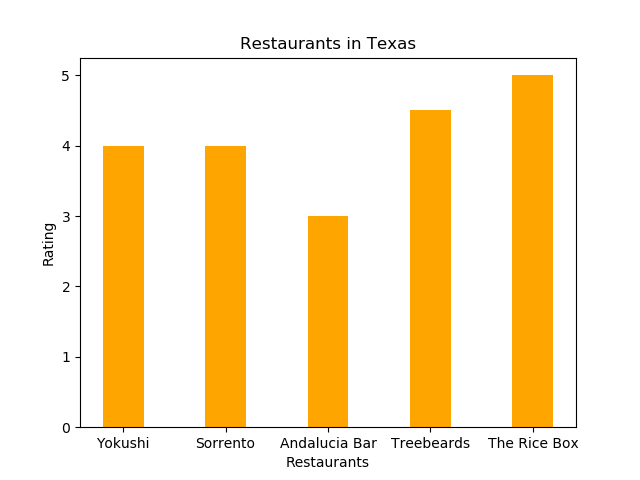 Restaurants in Texas
Rating
5
4
3
2
1
0
Yokushi Sorrento Andalucia Bar Treebeards The Rice Box
Restaurants